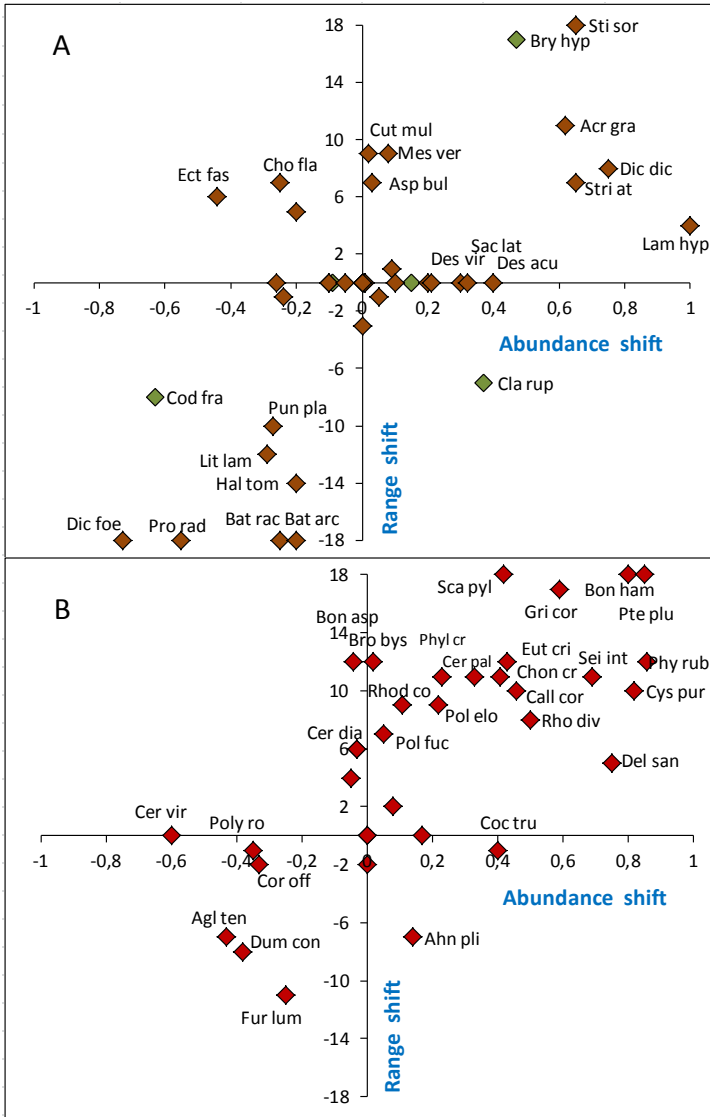 A
18
Sti sor
Bry hyp
14
Acr gra
10
Cut mul
Mes ver
Cho fla
Ect fas
Dic dic
Asp bul
Stri at
6
Sac lat
Lam hyp
2
Des vir
Des acu
-1
-0,8
-0,6
-0,4
-0,2
0
0,2
0,4
0,6
0,8
1
-2
Abundance shift
-6
Cla rup
Cod fra
Pun pla
-10
Lit lam
Hal tom
-14
Range shift
Dic foe
Pro rad
Bat rac
Bat arc
-18
B
18
Sca pyl
Bon ham
Gri cor
Pte plu
Bon asp
14
Bro bys
Phyl cr
Eut cri
Sei int
Phy rub
Cer pal
Chon cr
10
Rhod co
Call cor
Cys pur
Pol elo
Rho div
Cer dia
Pol fuc
6
Del san
2
Cer vir
Poly ro
Coc tru
-1
-0,8
-0,6
-0,4
-0,2
0
0,2
0,4
0,6
0,8
1
-2
Cor off
Abundance shift
-6
Agl ten
Dum con
Ahn pli
-10
Fur lum
-14
Range shift
-18